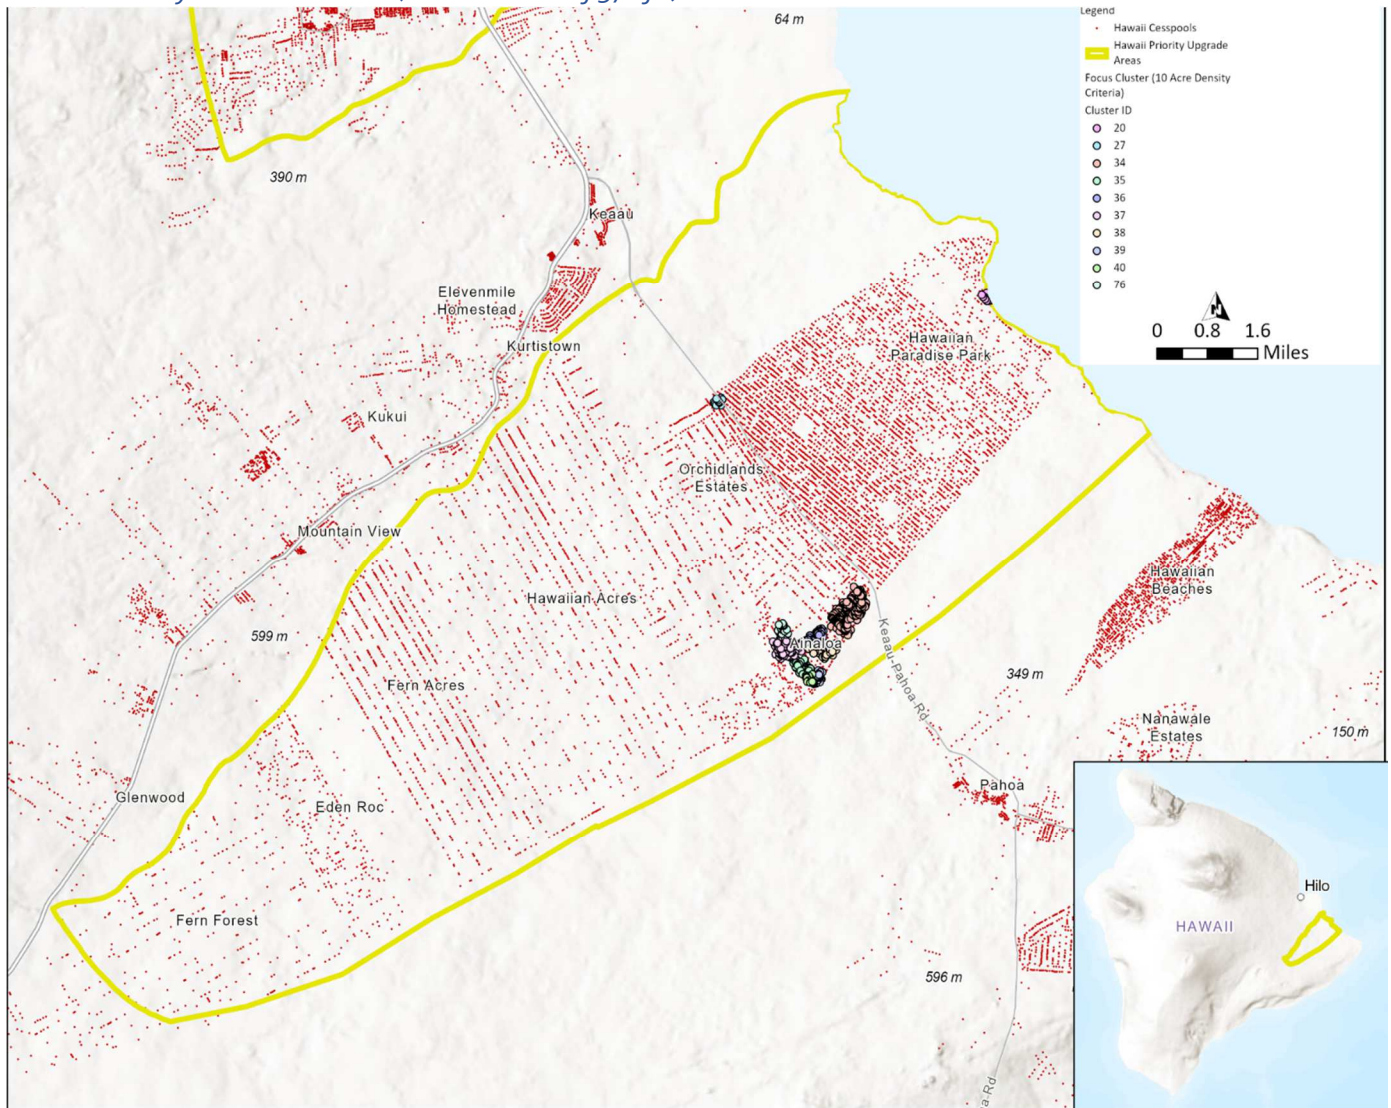 64 m
Legend
Hawaii Cesspools
Hawaii Priority Upgrade
Areas
Focus Cluster (10 Acre Density
Criteria)
Cluster ID
20
27
34
35
36
37
38
39
40
76
N
0 0.8 1.6
Miles
390 m
Keaau
Elevenmile
Homestead
Kurtistown
Hawaiian
Paradise Park
Kukui
Orchidlands
Estates
Mountain View
Hawaiian
Beaches
Hawaiian Acres
599 m
Ainaloa
Keaau-Pahoa Rd
349 m
Fern Acres
Nanawale
Estates
150 m
Pahoa
Glenwood
Eden Roc
Fern Forest
596 m
a-Rd
Hilo
HAWAII